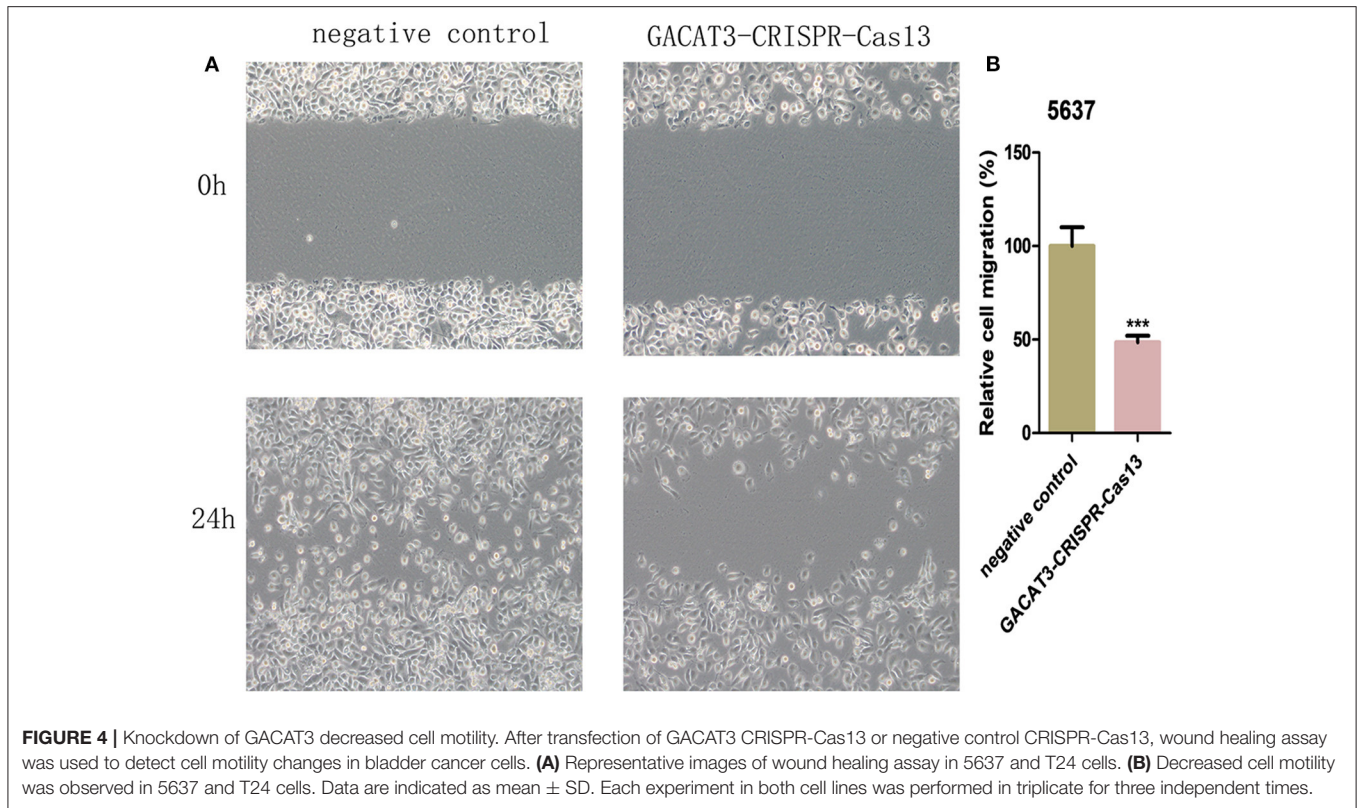 negative control GACAT3-CRISPR-Cas13
A
B
0h
24h
5637
Relative cell migration (%)
150
100
50
0
***
negative control
GACAT3-CRISPR-Cas13
FIGURE 4 | Knockdown of GACAT3 decreased cell motility. After transfection of GACAT3 CRISPR-Cas13 or negative control CRISPR-Cas13, wound healing assay
was used to detect cell motility changes in bladder cancer cells. (A) Representative images of wound healing assay in 5637 and T24 cells. (B) Decreased cell motility
was observed in 5637 and T24 cells. Data are indicated as mean ± SD. Each experiment in both cell lines was performed in triplicate for three independent times.